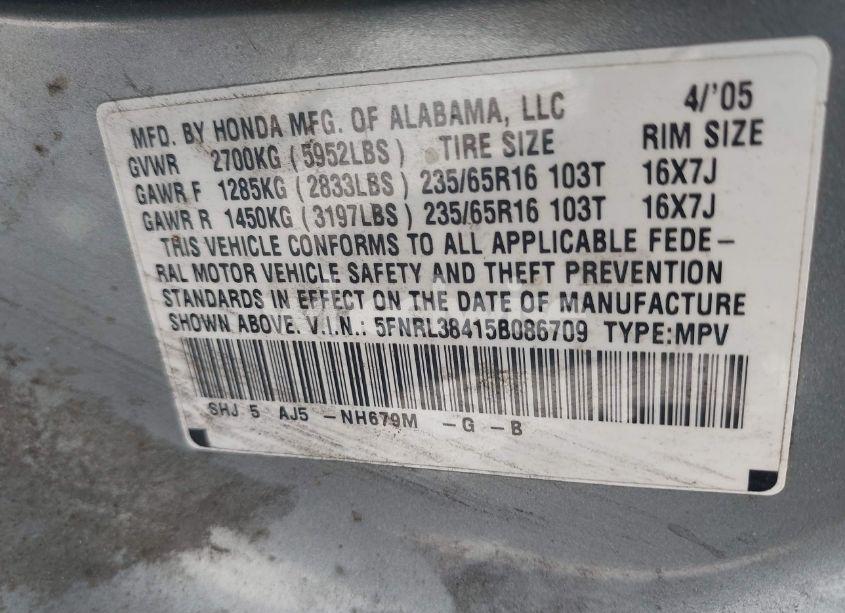 MFD. BY HONDA MFG. OF ALABAMA, LLC 4/'05
GVWR 2700KG (5952LBS) TIRE SIZE RIM SIZE
GAWR F 1285KG (2833LBS) 235/65R16 103T 16X7J
GAWR R 1450KG (3197LBS) 235/65R16 103T 16X7J
THIS VEHICLE CONFORMS TO ALL APPLICABLE FEDE-
RAL MOTOR VEHICLE SAFETY AND THEFT PREVENTION
STANDARDS IN EFFECT ON THE DATE OF MANUFACTURE
SHOWN ABOVE. V.I.N.: 5FNRL38415B086709 TYPE:MPV
SHJ 5 AJ5 -NH679M -G -B